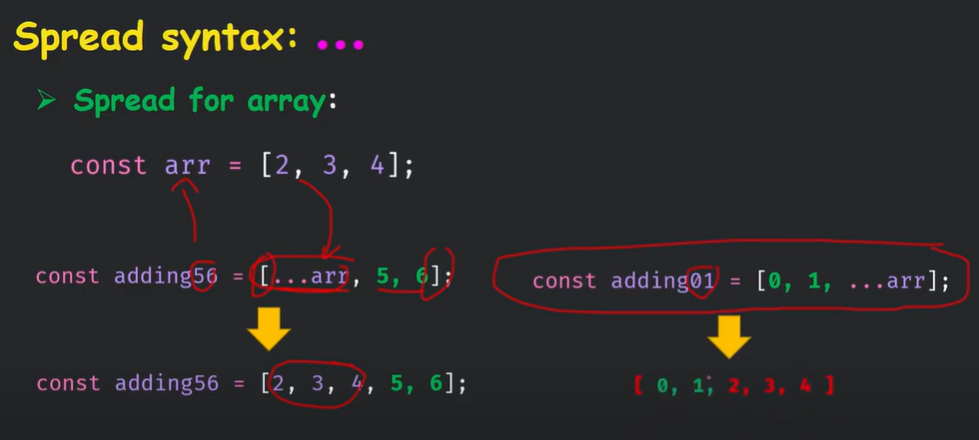 Spread syntax: ...
➢ Spread for array:
const arr = [2, 3, 4];
const adding56 = [...arr, 5, 6];
const adding01 = [0, 1, ...arr];
const adding56 = [2, 3, 4, 5, 6];
[ 0, 1, 2, 3, 4 ]